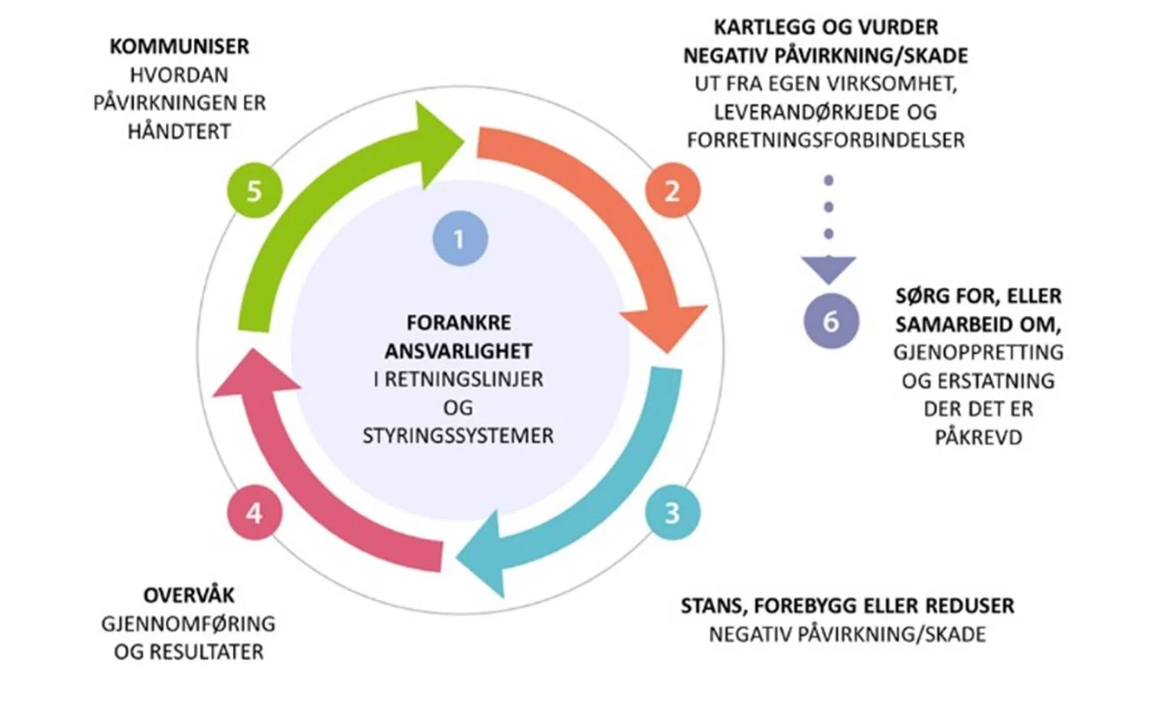 KOMMUNISER
HVORDAN
PÅVIRKNINGEN ER
HÅNDTERT
5
KARTLEGG OG VURDER
NEGATIV PÅVIRKNING/SKADE
UT FRA EGEN VIRKSOMHET,
LEVERANDØRKJEDE OG
FORRETNINGSFORBINDELSER
2
1
FORANKRE
ANSVARLIGHET
I RETNINGSLINJER
OG
STYRINGSSYSTEMER
6
SØRG FOR, ELLER
SAMARBEID OM,
GJENOPPRETTING
OG ERSTATNING
DER DET ER
PÅKREVD
4
OVERVÅK
GJENNOMFØRING
OG RESULTATER
3
STANS, FOREBYGG ELLER REDUSER
NEGATIV PÅVIRKNING/SKADE